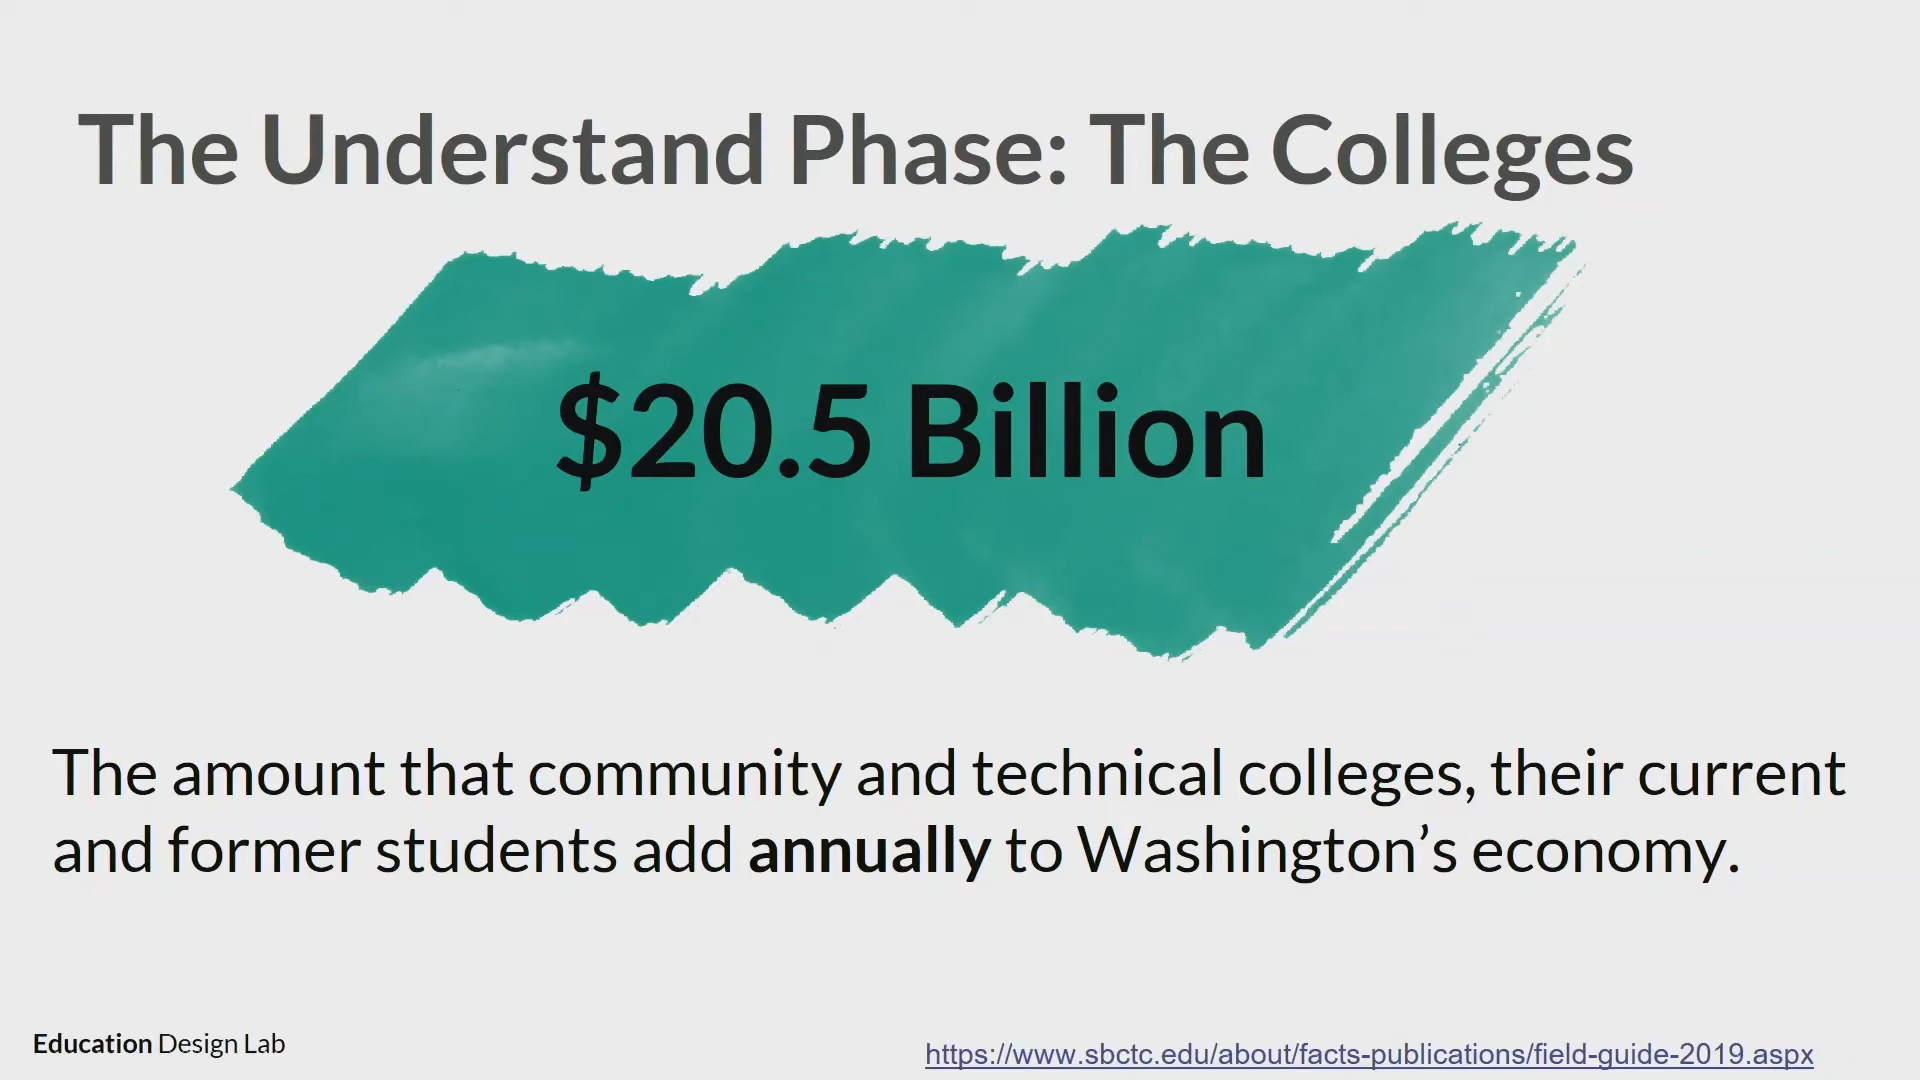 The Understand Phase: The Colleges
$20.5 Billion
The amount that community and technical colleges, their current
and former students add annually to Washington’s economy.
Education Design Lab
https://www.sbctc.edu/about/facts-publications/field-guide-2019.aspx